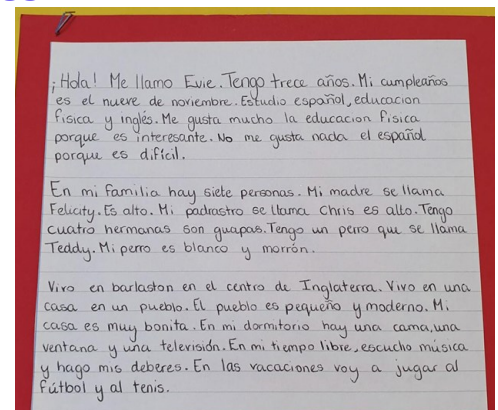 ¡Hola! Me llamo Evie. Tengo trece años. Mi cumpleaños
es el nueve de noviembre. Estudio español, educacion
fisica y inglés. Me gusta mucho la educacion fisica
porque es interesante. No me gusta nada el español
porque es difícil.
En mi familia hay siete personas. Mi madre se llama
Felicity. Es alto. Mi padrastro se llama Chris es alto. Tengo
cuatro hermanas son guapas. Tengo un perro que se llama
Teddy. Mi perro es blanco y morrón.
Vivo en barlaston en el centro de Inglaterra. Vivo en una
casa en un pueblo. El pueblo es pequeño y moderno. Mi
casa es muy bonita. En mi dormitorio hay una cama, una
ventana y una televisión. En mi tiempo libre, escucho música
y hago mis deberes. En las vacaciones voy a jugar al
fútbol y al tenis.